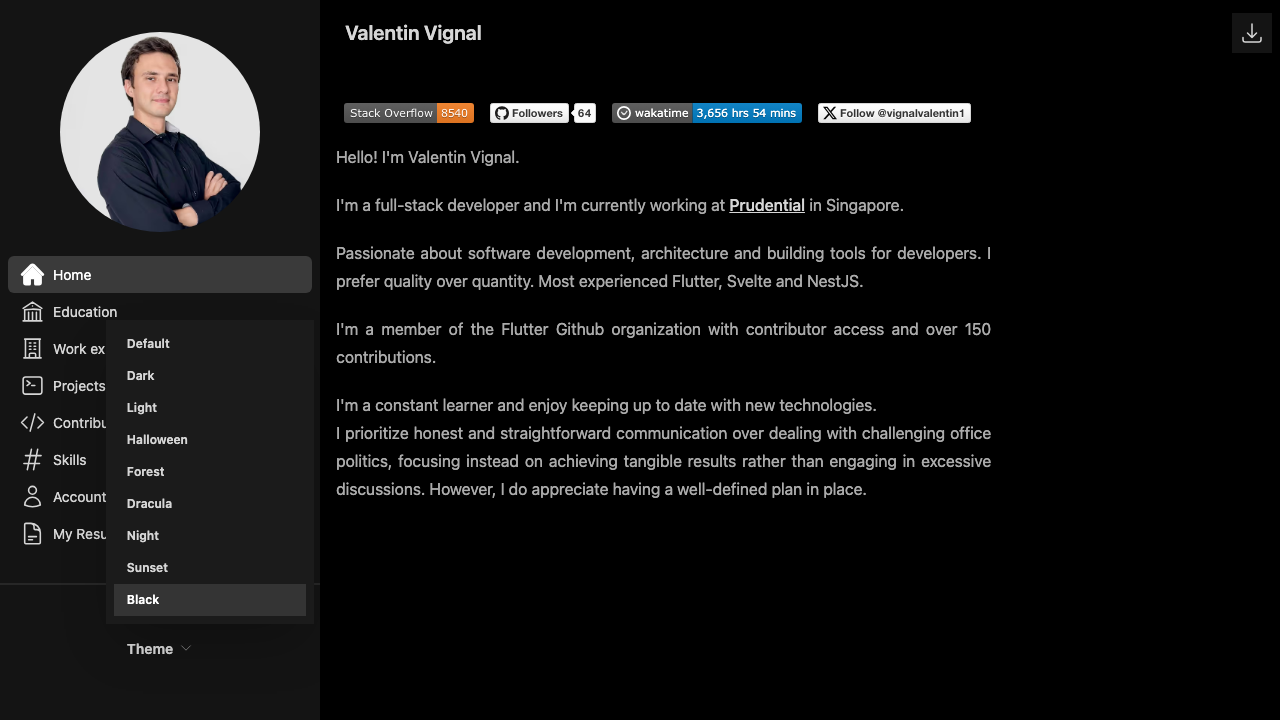 Valentin Vignal
Stack Overflow 8540
Followers 64
wakatime 3,656 hrs 54 mins
Follow @vignalvalentin1
Hello! I'm Valentin Vignal.
I'm a full-stack developer and I'm currently working at Prudential in Singapore.
Passionate about software development, architecture and building tools for developers. I
prefer quality over quantity. Most experienced Flutter, Svelte and NestJS.
I'm a member of the Flutter Github organization with contributor access and over 150
contributions.
I'm a constant learner and enjoy keeping up to date with new technologies.
I prioritize honest and straightforward communication over dealing with challenging office
politics, focusing instead on achieving tangible results rather than engaging in excessive
discussions. However, I do appreciate having a well-defined plan in place.
Home
Education
Work ex
Projects
Contribu
Skills
Account
My Resu
Default
Dark
Light
Halloween
Forest
Dracula
Night
Sunset
Black
Theme